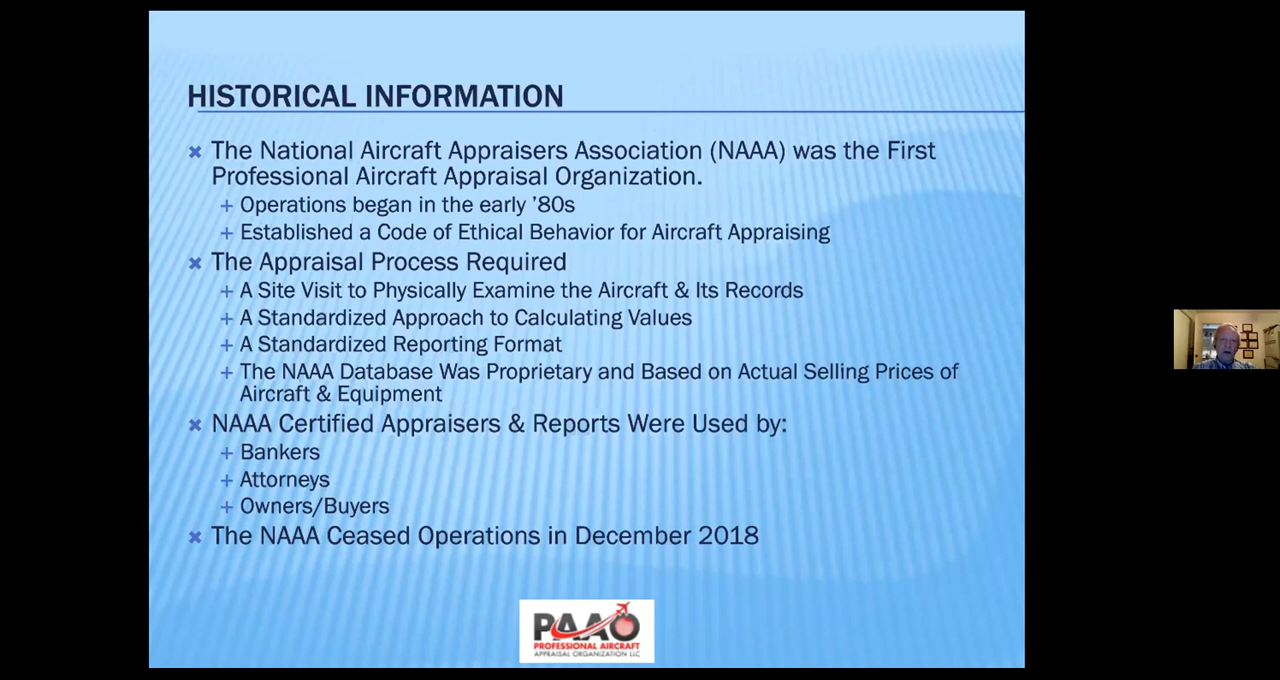 HISTORICAL INFORMATION
The National Aircraft Appraisers Association (NAAA) was the First
Professional Aircraft Appraisal Organization.
Operations began in the early ’80s
Established a Code of Ethical Behavior for Aircraft Appraising
The Appraisal Process Required
A Site Visit to Physically Examine the Aircraft & Its Records
A Standardized Approach to Calculating Values
A Standardized Reporting Format
The NAAA Database Was Proprietary and Based on Actual Selling Prices of
Aircraft & Equipment
NAAA Certified Appraisers & Reports Were Used by:
Bankers
Attorneys
Owners/Buyers
The NAAA Ceased Operations in December 2018
PAAO
PROFESSIONAL AIRCRAFT
APPRAISAL ORGANIZATION LLC